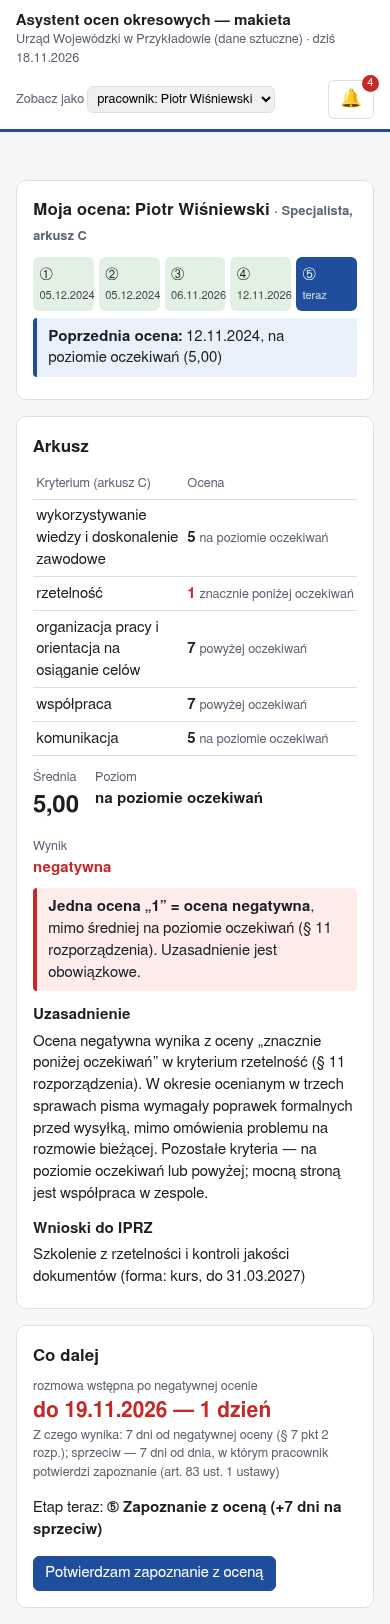 Asystent ocen okresowych — makieta
Urząd Wojewódzki w Przykładowie (dane sztuczne) · dziś
18.11.2026
Zobacz jako pracownik: Piotr Wiśniewski
4
Moja ocena: Piotr Wiśniewski · Specjalista,
arkusz C
① ② ③ ④ ⑤
05.12.2024 05.12.2024 06.11.2026 12.11.2026 teraz
Poprzednia ocena: 12.11.2024, na
poziomie oczekiwań (5,00)
Arkusz
Kryterium (arkusz C) Ocena
wykorzystywanie
wiedzy i doskonalenie
zawodowe
5 na poziomie oczekiwań
rzetelność 1 znacznie poniżej oczekiwań
organizacja pracy i
orientacja na
osiąganie celów
7 powyżej oczekiwań
współpraca 7 powyżej oczekiwań
komunikacja 5 na poziomie oczekiwań
Średnia Poziom
5,00 na poziomie oczekiwań
Wynik
negatywna
Jedna ocena „1” = ocena negatywna,
mimo średniej na poziomie oczekiwań (§ 11
rozporządzenia). Uzasadnienie jest
obowiązkowe.
Uzasadnienie
Ocena negatywna wynika z oceny „znacznie
poniżej oczekiwań” w kryterium rzetelność (§ 11
rozporządzenia). W okresie ocenianym w trzech
sprawach pisma wymagały poprawek formalnych
przed wysyłką, mimo omówienia problemu na
rozmowie bieżącej. Pozostałe kryteria — na
poziomie oczekiwań lub powyżej; mocną stroną
jest współpraca w zespole.
Wnioski do IPRZ
Szkolenie z rzetelności i kontroli jakości
dokumentów (forma: kurs, do 31.03.2027)
Co dalej
rozmowa wstępna po negatywnej ocenie
do 19.11.2026 — 1 dzień
Z czego wynika: 7 dni od negatywnej oceny (§ 7 pkt 2
rozp.); sprzeciw — 7 dni od dnia, w którym pracownik
potwierdzi zapoznanie (art. 83 ust. 1 ustawy)
Etap teraz: ⑤ Zapoznanie z oceną (+7 dni na
sprzeciw)
Potwierdzam zapoznanie z oceną